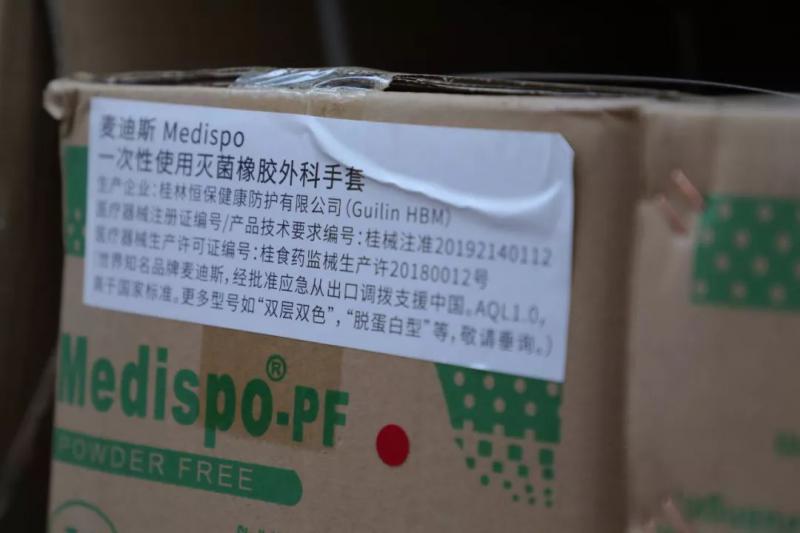 麦迪斯 Medispo
一次性使用灭菌橡胶外科手套
生产企业:桂林恒保健康防护有限公司(Guilin HBM)
医疗器械注册证编号/产品技术要求编号:桂械注准20192140112
医疗器械生产许可证编号:桂食药监械生产许20180012号
(世界知名品牌麦迪斯,经批准应急从出口调拨支援中国。AQL1.0,
高于国家标准。更多型号如“双层双色”,“脱蛋白型”等,敬请垂询。)
Medispo®-PF
POWDER FREE